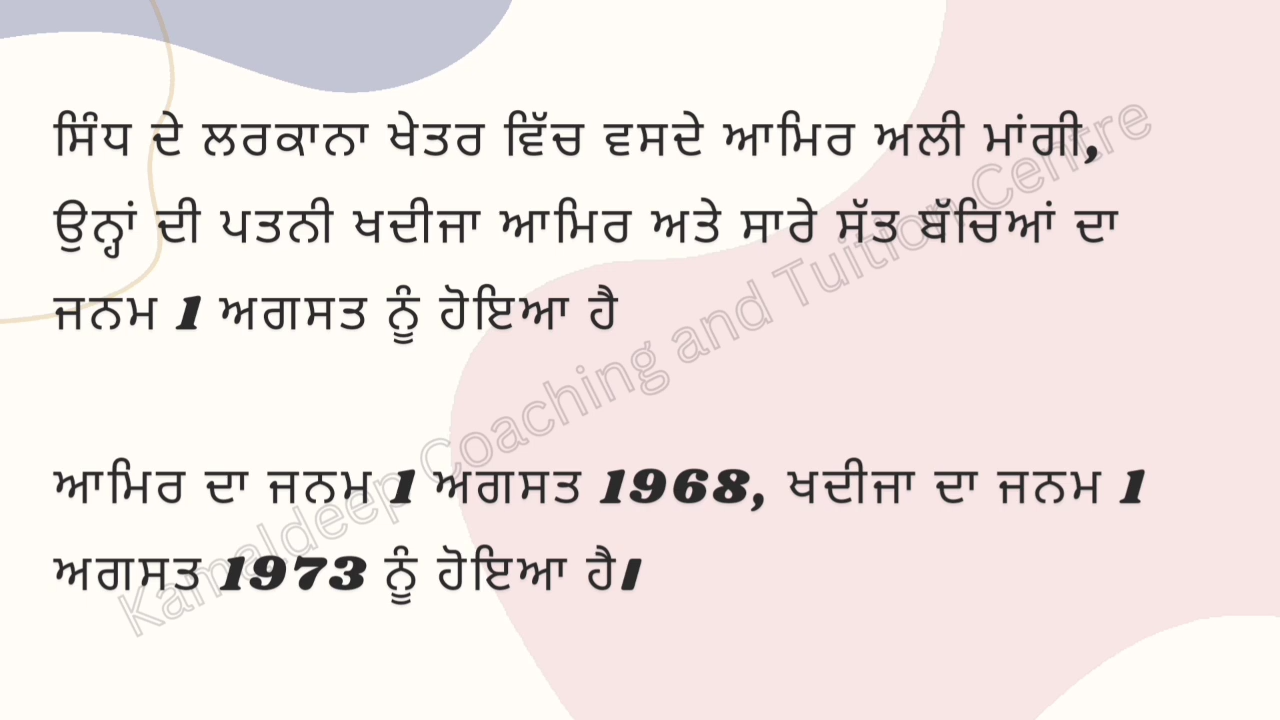 ਸਿੰਧ ਦੇ ਲਰਕਾਨਾ ਖੇਤਰ ਵਿੱਚ ਵਸਦੇ ਆਮਿਰ ਅਲੀ ਮਾਂਗੀ,
ਉਨ੍ਹਾਂ ਦੀ ਪਤਨੀ ਖਦੀਜਾ ਆਮਿਰ ਅਤੇ ਸਾਰੇ ਸੱਤ ਬੱਚਿਆਂ ਦਾ
ਜਨਮ 1 ਅਗਸਤ ਨੂੰ ਹੋਇਆ ਹੈ
ਆਮਿਰ ਦਾ ਜਨਮ 1 ਅਗਸਤ 1968, ਖਦੀਜਾ ਦਾ ਜਨਮ 1
ਅਗਸਤ 1973 ਨੂੰ ਹੋਇਆ ਹੈ।
Kamaldeep Coaching and Tuition Centre